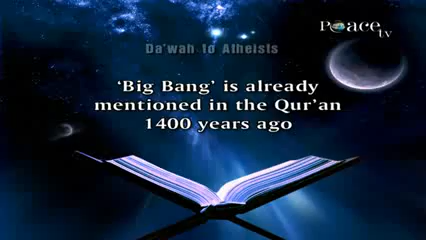 Da'wah to Atheists
Peace tv
'Big Bang' is already
mentioned in the Qur'an
1400 years ago